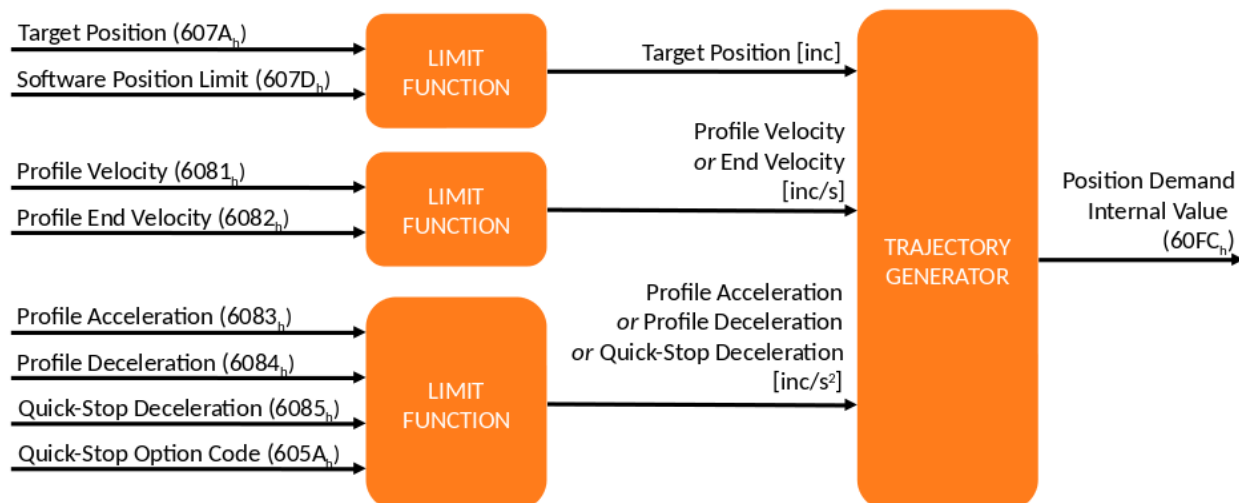 Target Position (607Aₕ)
Software Position Limit (607Dₕ)
LIMIT
FUNCTION
Target Position [inc]
Profile Velocity (6081ₕ)
Profile End Velocity (6082ₕ)
LIMIT
FUNCTION
Profile Velocity
or End Velocity
[inc/s]
Profile Acceleration (6083ₕ)
Profile Deceleration (6084ₕ)
Quick-Stop Deceleration (6085ₕ)
Quick-Stop Option Code (605Aₕ)
LIMIT
FUNCTION
Profile Acceleration
or Profile Deceleration
or Quick-Stop Deceleration
[inc/s²]
TRAJECTORY
GENERATOR
Position Demand
Internal Value
(60FCₕ)